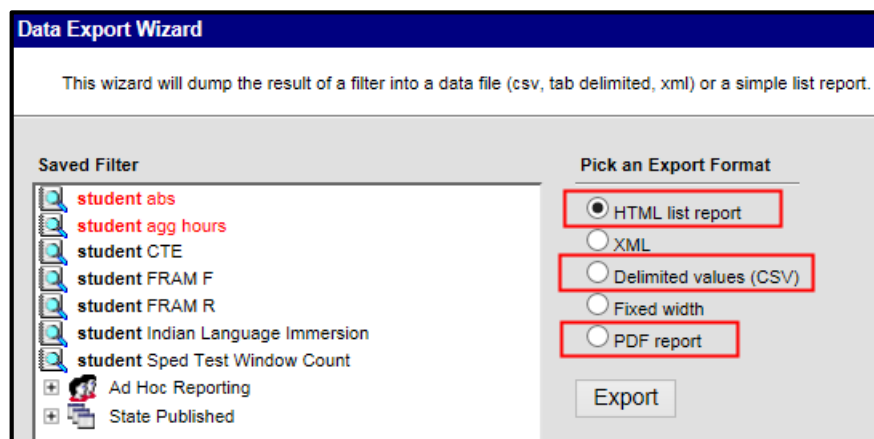 Data Export Wizard
This wizard will dump the result of a filter into a data file (csv, tab delimited, xml) or a simple list report.
Saved Filter
student abs
student agg hours
student CTE
student FRAM F
student FRAM R
student Indian Language Immersion
student Sped Test Window Count
Ad Hoc Reporting
State Published
Pick an Export Format
HTML list report
XML
Delimited values (CSV)
Fixed width
PDF report
Export